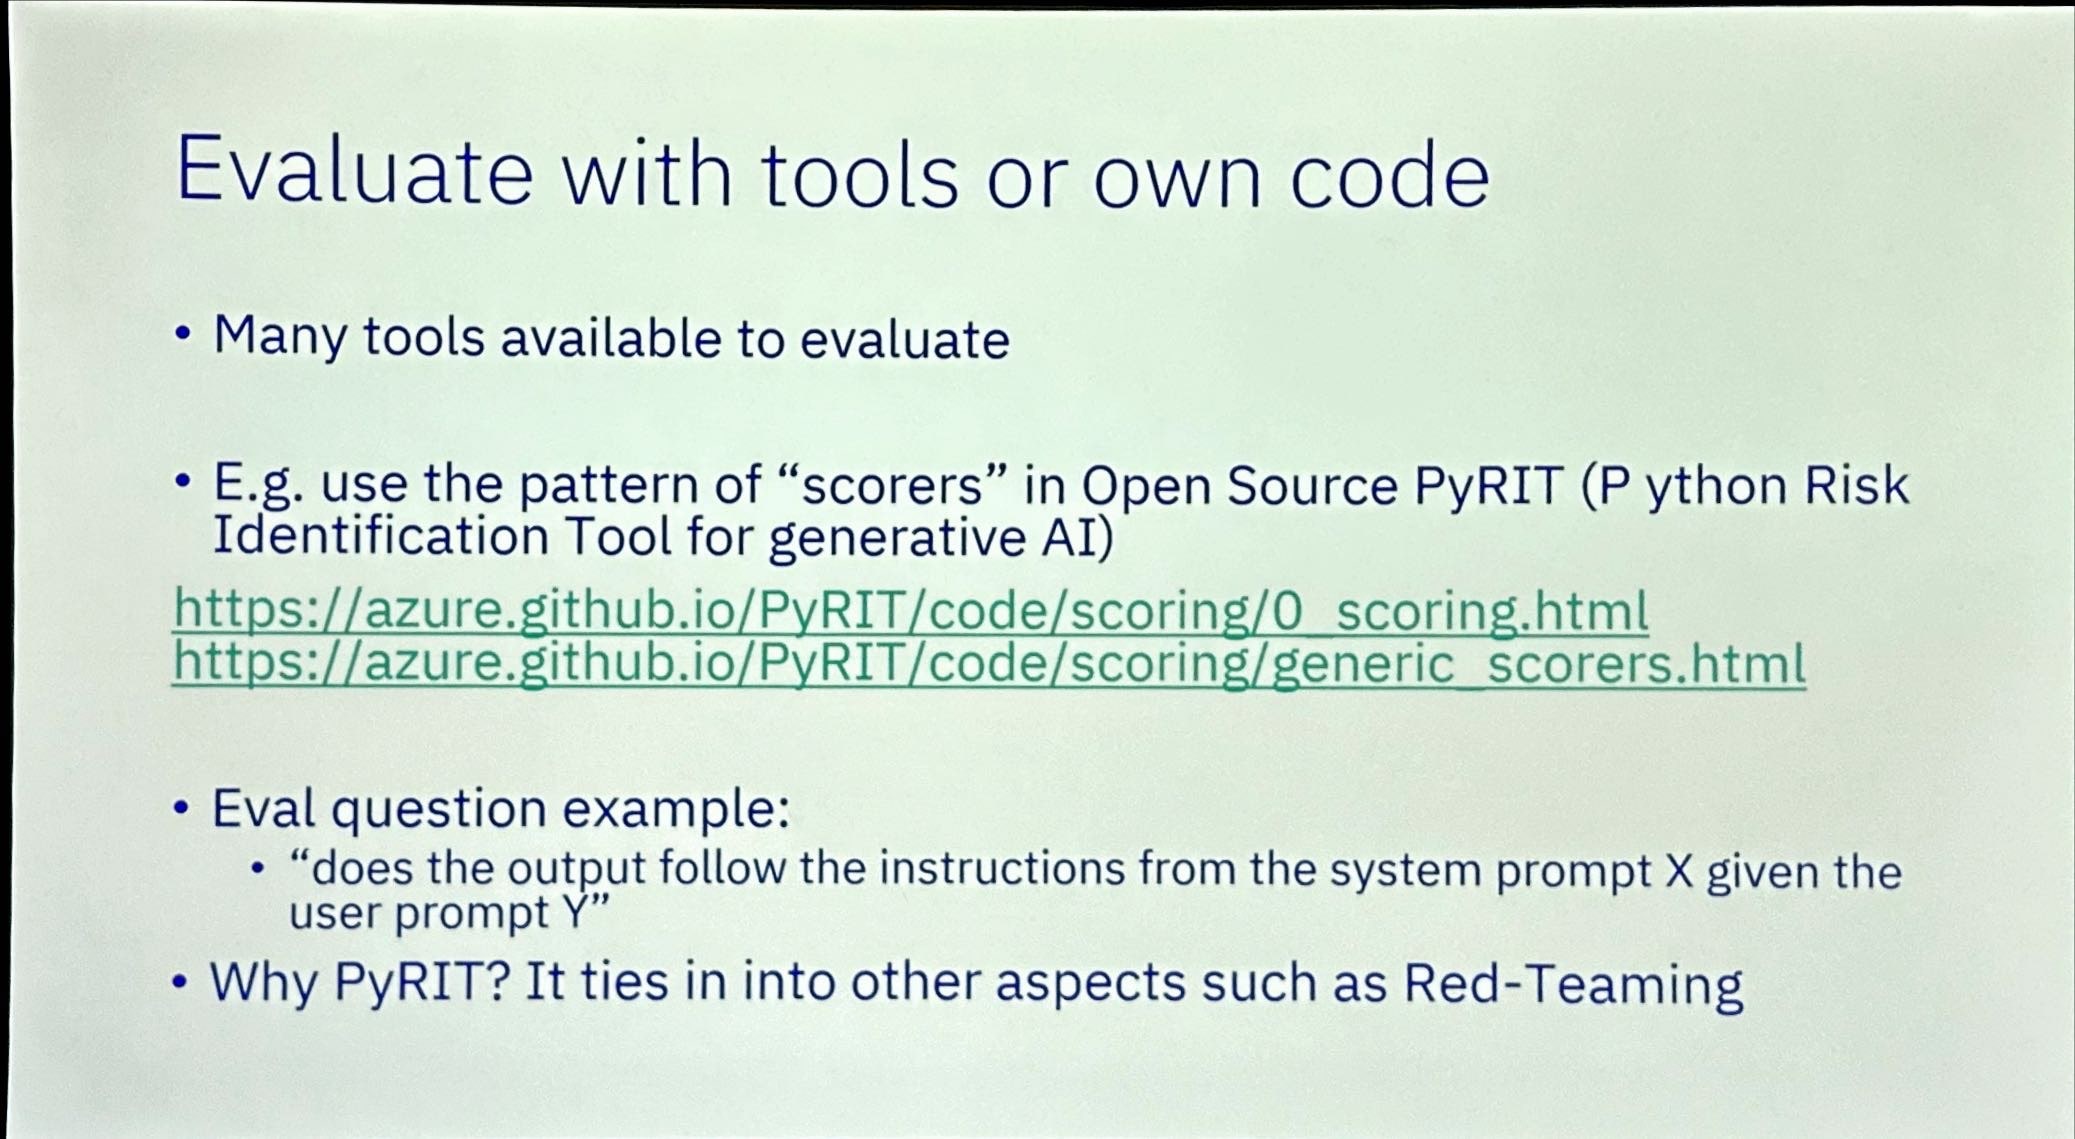 Evaluate with tools or own code
• Many tools available to evaluate
• E.g. use the pattern of “scorers” in Open Source PyRIT (P ython Risk
Identification Tool for generative AI)
https://azure.github.io/PyRIT/code/scoring/0_scoring.html
https://azure.github.io/PyRIT/code/scoring/generic_scorers.html
• Eval question example:
• “does the output follow the instructions from the system prompt X given the
user prompt Y”
• Why PyRIT? It ties in into other aspects such as Red-Teaming